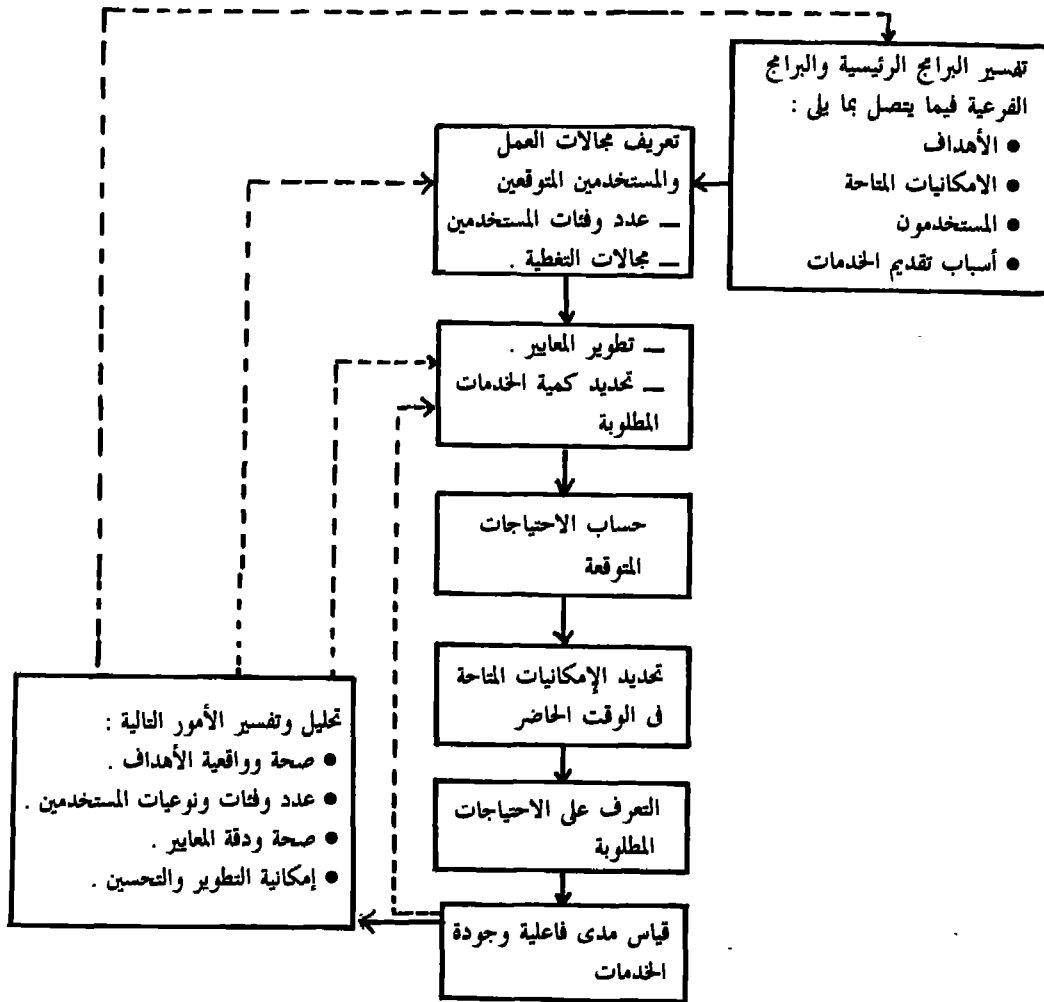 تفسير البرامج الرئيسية والبرامج
الفرعية فيما يتصل بما يلى :
● الأهداف
● الامكانيات المتاحة
● المستخدمون
● أسباب تقديم الخدمات
تعريف مجالات العمل
والمستخدمين المتوقعين
— عدد وفئات المستخدمين
— مجالات التغطية .
— تطوير المعايير .
— تحديد كمية الخدمات
المطلوبة
حساب الاحتياجات
المتوقعة
تحديد الإمكانيات المتاحة
فى الوقت الحاضر
التعرف على الاحتياجات
المطلوبة
قياس مدى فاعلية وجودة
الخدمات
تحليل وتفسير الأمور التالية :
● صحة وواقعية الأهداف .
● عدد وفئات ونوعيات المستخدمين .
● صحة ودقة المعايير .
● إمكانية التطوير والتحسين .